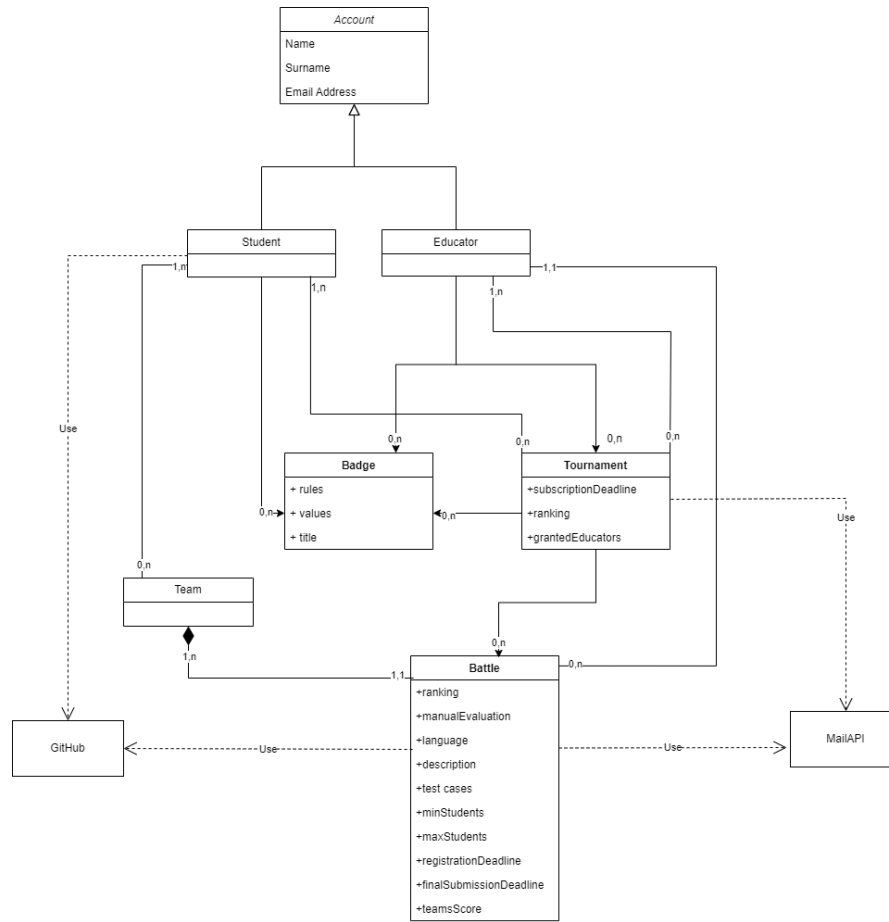 Account
Name
Surname
Email Address
Student
Educator
1,n
1,n
1,n
1,1
Use
0,n
0,n
0,n
0,n
Badge
+ rules
+ values
+ title
Tournament
+subscriptionDeadline
+ranking
+grantedEducators
0,n
0,n
Use
0,n
Team
1,n
0,n
1,1
0,n
Battle
+ranking
+manualEvaluation
+language
+description
+test cases
+minStudents
+maxStudents
+registrationDeadline
+finalSubmissionDeadline
+teamsScore
GitHub
Use
Use
MailAPI